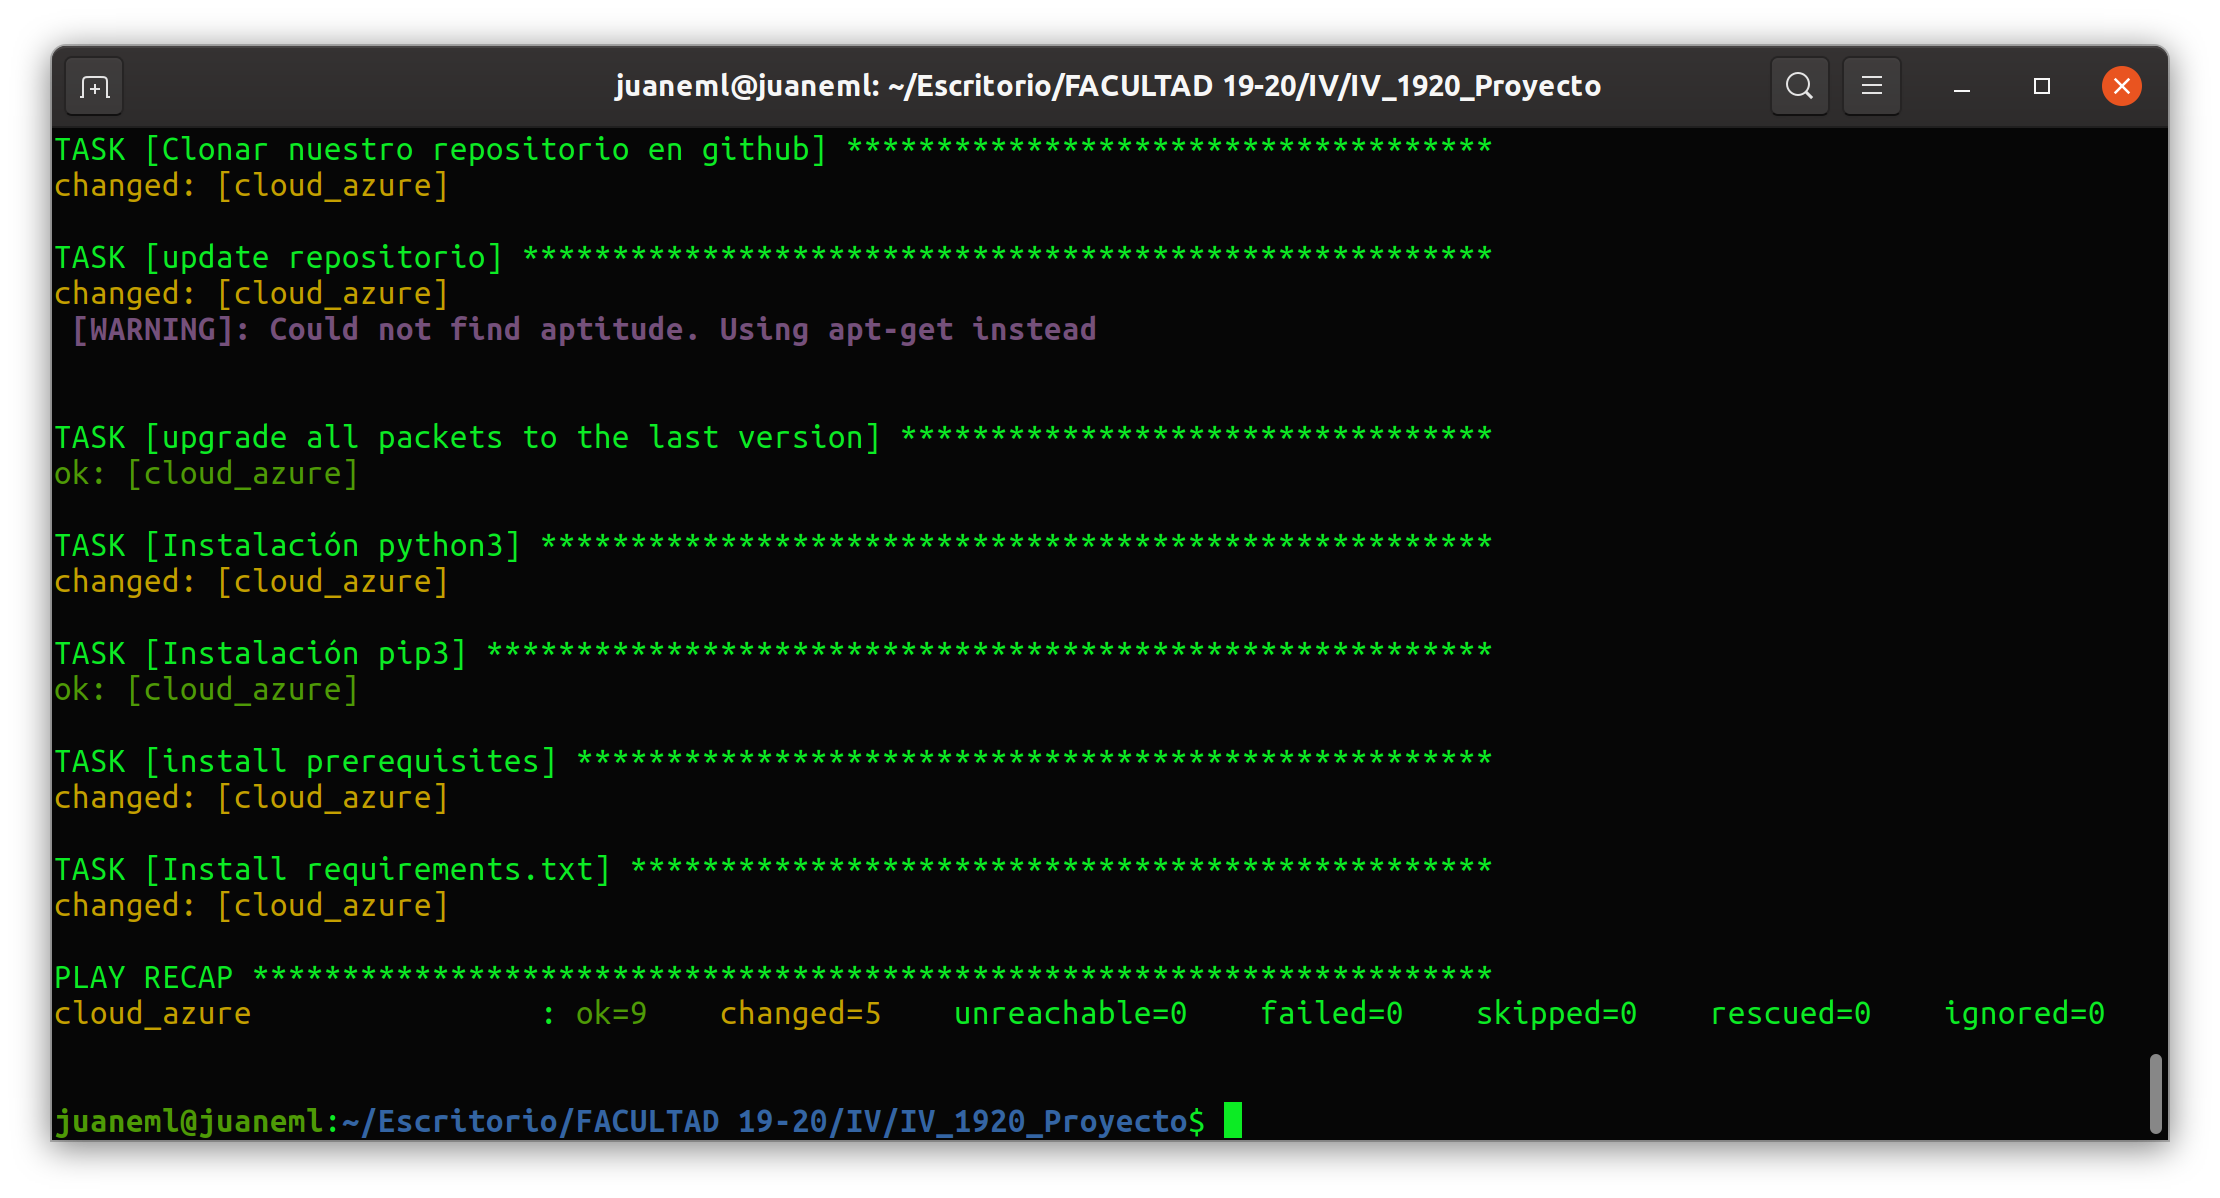 juaneml@juaneml: ~/Escritorio/FACULTAD 19-20/IV/IV_1920_Proyecto
TASK [Clonar nuestro repositorio en github] ************************************
changed: [cloud_azure]
TASK [update repositorio] ******************************************************
changed: [cloud_azure]
[WARNING]: Could not find aptitude. Using apt-get instead
TASK [upgrade all packets to the last version] *********************************
ok: [cloud_azure]
TASK [Instalación python3] *****************************************************
changed: [cloud_azure]
TASK [Instalación pip3] ********************************************************
ok: [cloud_azure]
TASK [install prerequisites] ***************************************************
changed: [cloud_azure]
TASK [Install requirements.txt] ************************************************
changed: [cloud_azure]
PLAY RECAP *********************************************************************
cloud_azure : ok=9 changed=5 unreachable=0 failed=0 skipped=0 rescued=0 ignored=0
juaneml@juaneml:~/Escritorio/FACULTAD 19-20/IV/IV_1920_Proyecto$